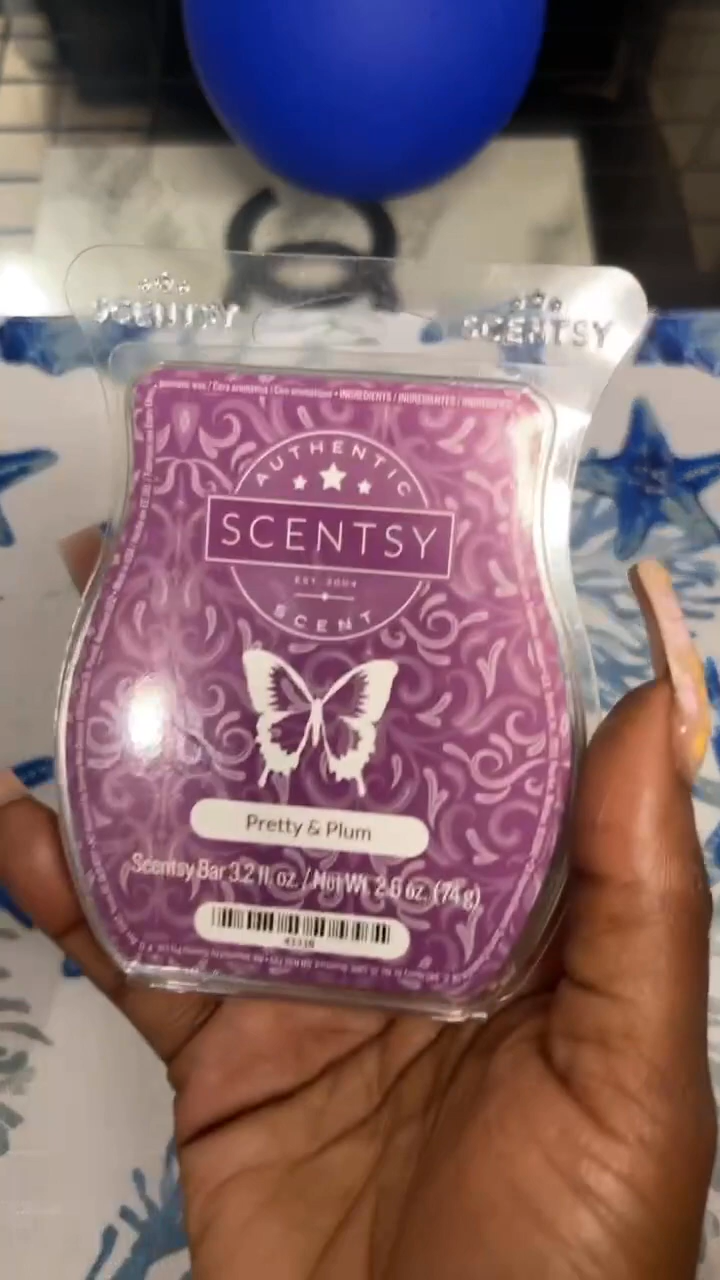 SCENTSY SCENTSY
AUTHENTIC
SCENTSY
EST. 2004
SCENT
Pretty & Plum
Scentsy Bar 3.2 fl. oz. / Net Wt. 2.6 oz. (74 g)